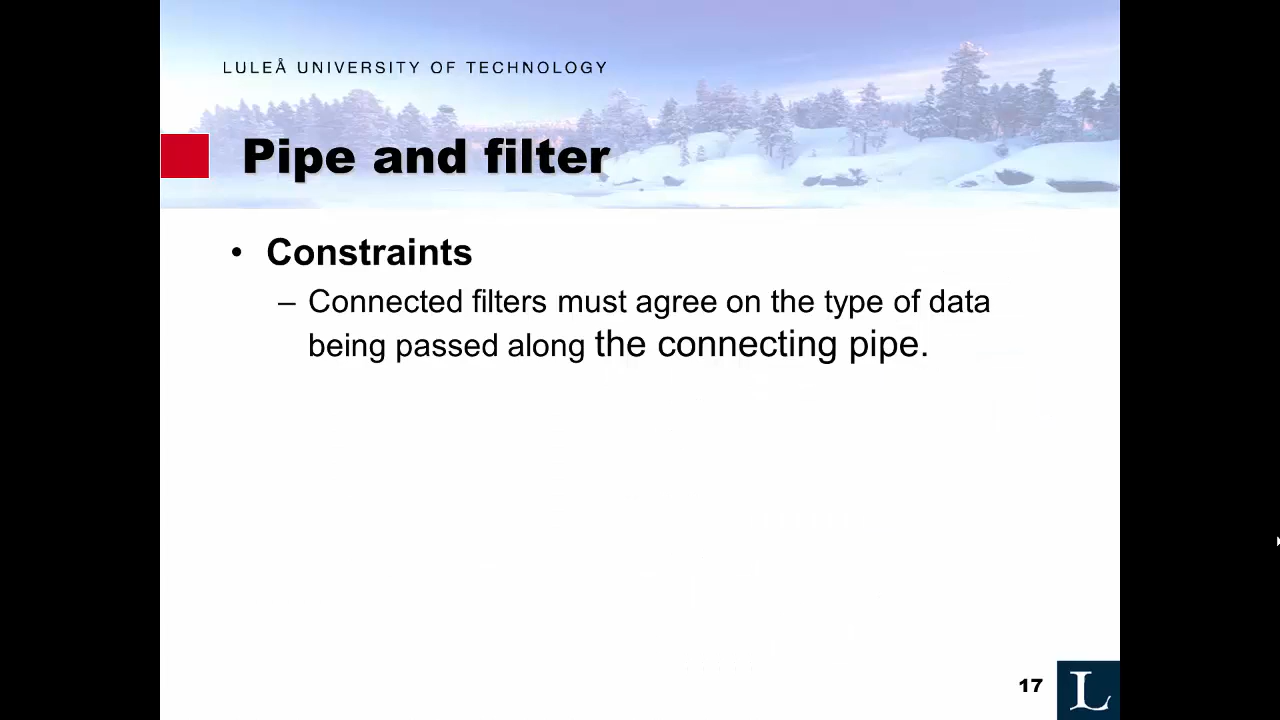 LULEÅ UNIVERSITY OF TECHNOLOGY
Pipe and filter
• Constraints
– Connected filters must agree on the type of data
being passed along the connecting pipe.
17
L